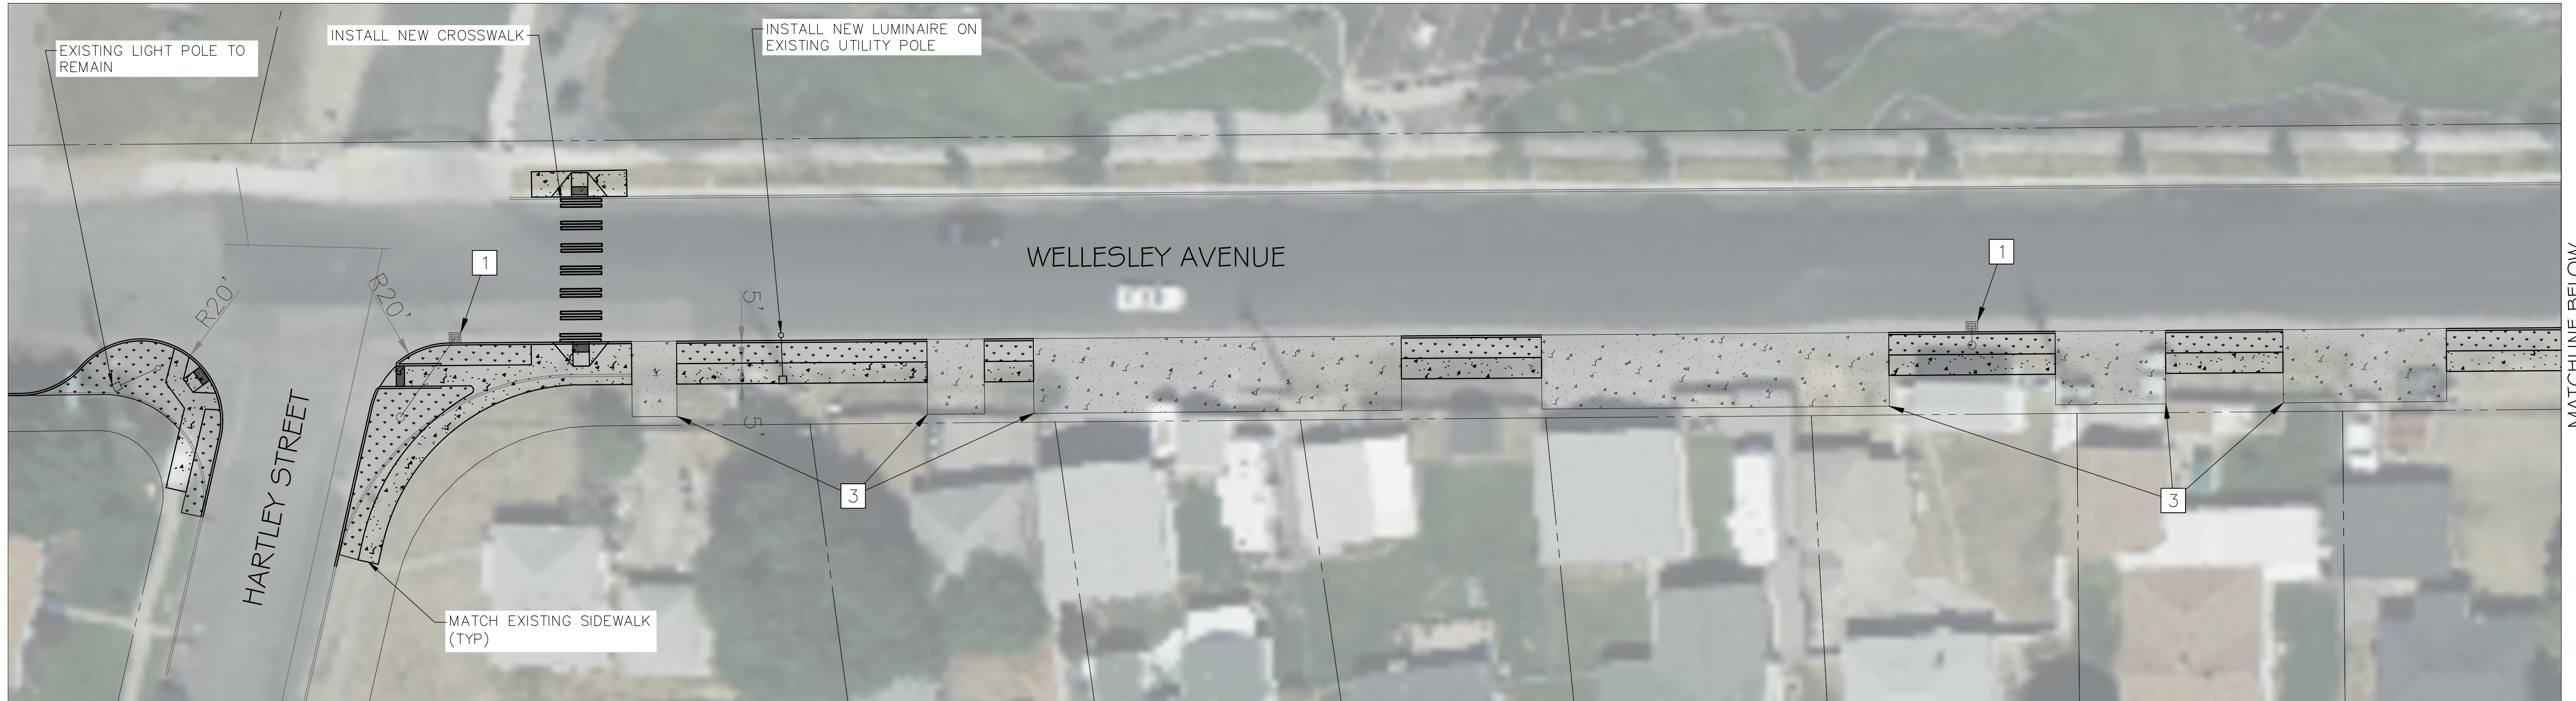 EXISTING LIGHT POLE TO
REMAIN
INSTALL NEW CROSSWALK
INSTALL NEW LUMINAIRE ON
EXISTING UTILITY POLE
WELLESLEY AVENUE
1
1
R20'
R20'
5'
5'
HARTLEY STREET
3
3
MATCH EXISTING SIDEWALK
(TYP)
MATCHLINE BELOW